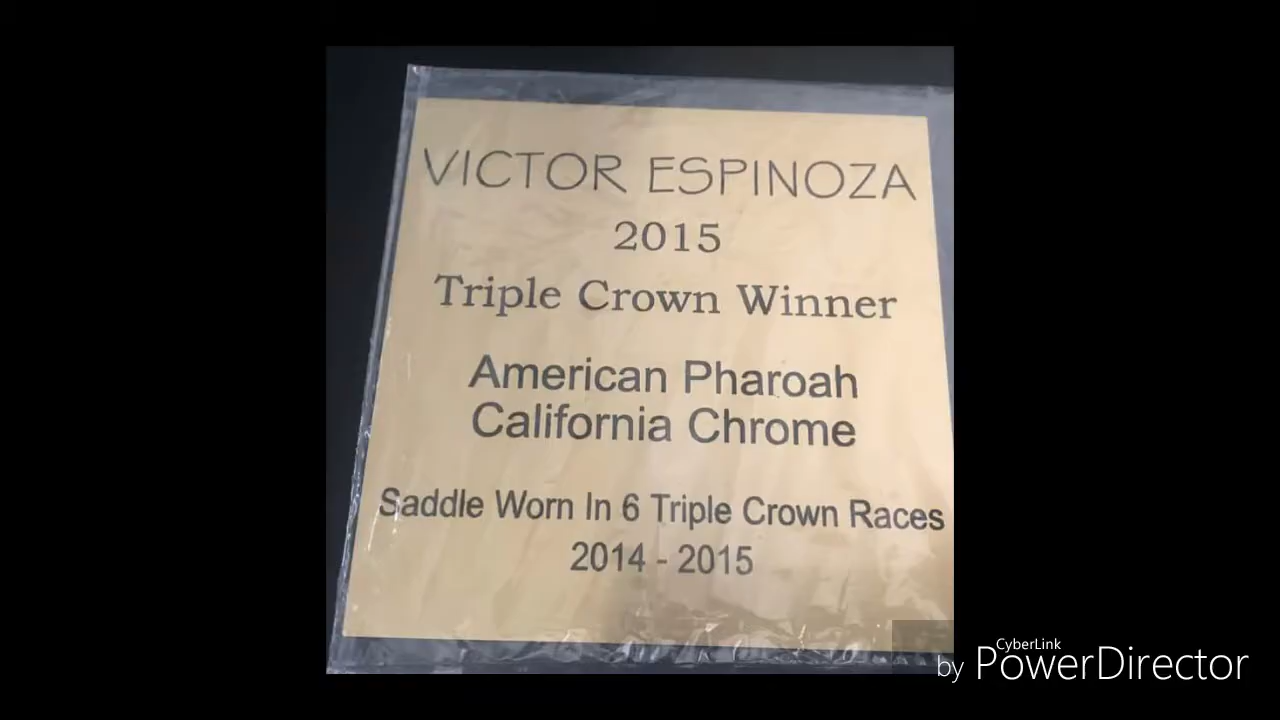 VICTOR ESPINOZA
2015
Triple Crown Winner
American Pharoah
California Chrome
Saddle Worn In 6 Triple Crown Races
2014 - 2015
CyberLink
by PowerDirector